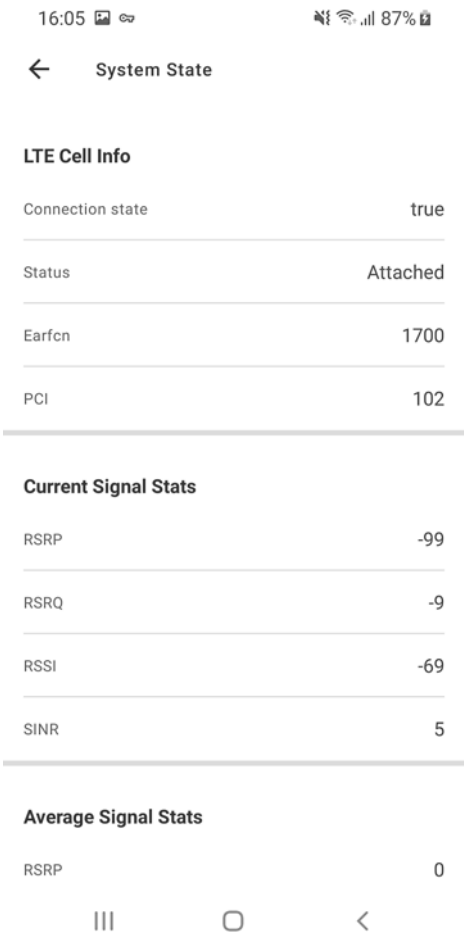 16:05 87%
System State
LTE Cell Info
Connection state true
Status Attached
Earfcn 1700
PCI 102
Current Signal Stats
RSRP -99
RSRQ -9
RSSI -69
SINR 5
Average Signal Stats
RSRP 0